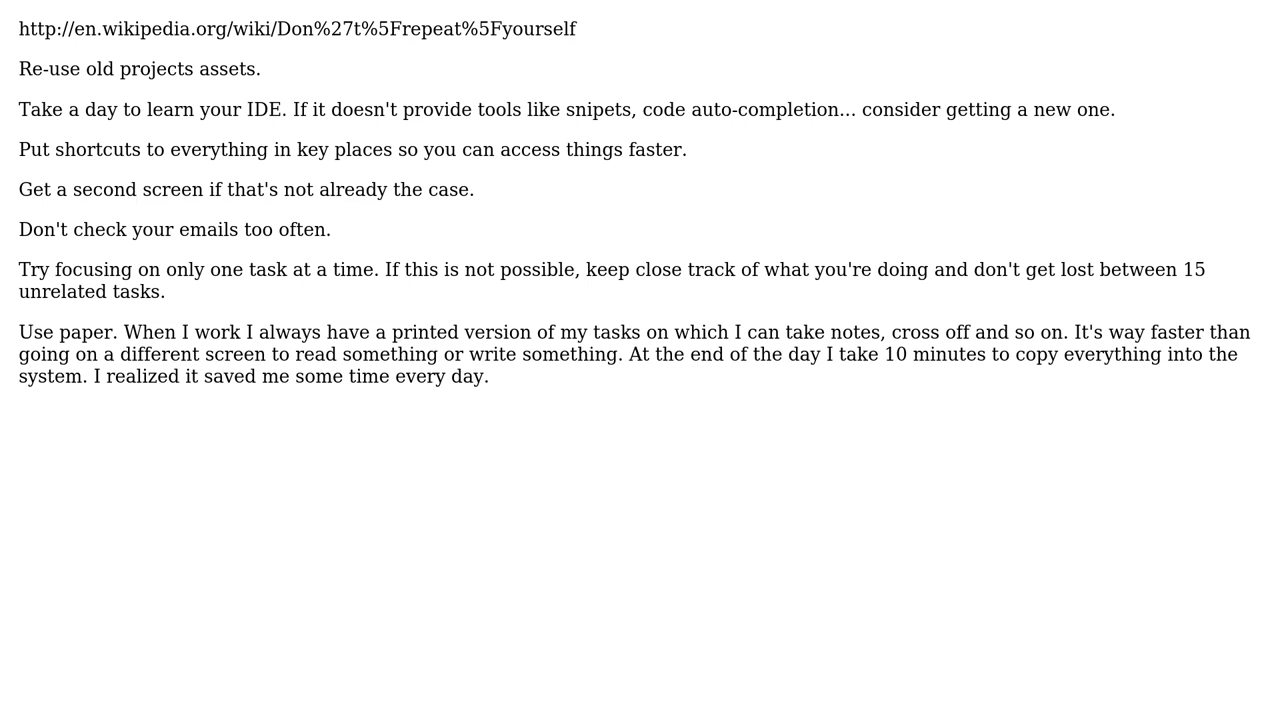 http://en.wikipedia.org/wiki/Don%27t%5Frepeat%5Fyourself
Re-use old projects assets.
Take a day to learn your IDE. If it doesn't provide tools like snipets, code auto-completion... consider getting a new one.
Put shortcuts to everything in key places so you can access things faster.
Get a second screen if that's not already the case.
Don't check your emails too often.
Try focusing on only one task at a time. If this is not possible, keep close track of what you're doing and don't get lost between 15
unrelated tasks.
Use paper. When I work I always have a printed version of my tasks on which I can take notes, cross off and so on. It's way faster than
going on a different screen to read something or write something. At the end of the day I take 10 minutes to copy everything into the
system. I realized it saved me some time every day.